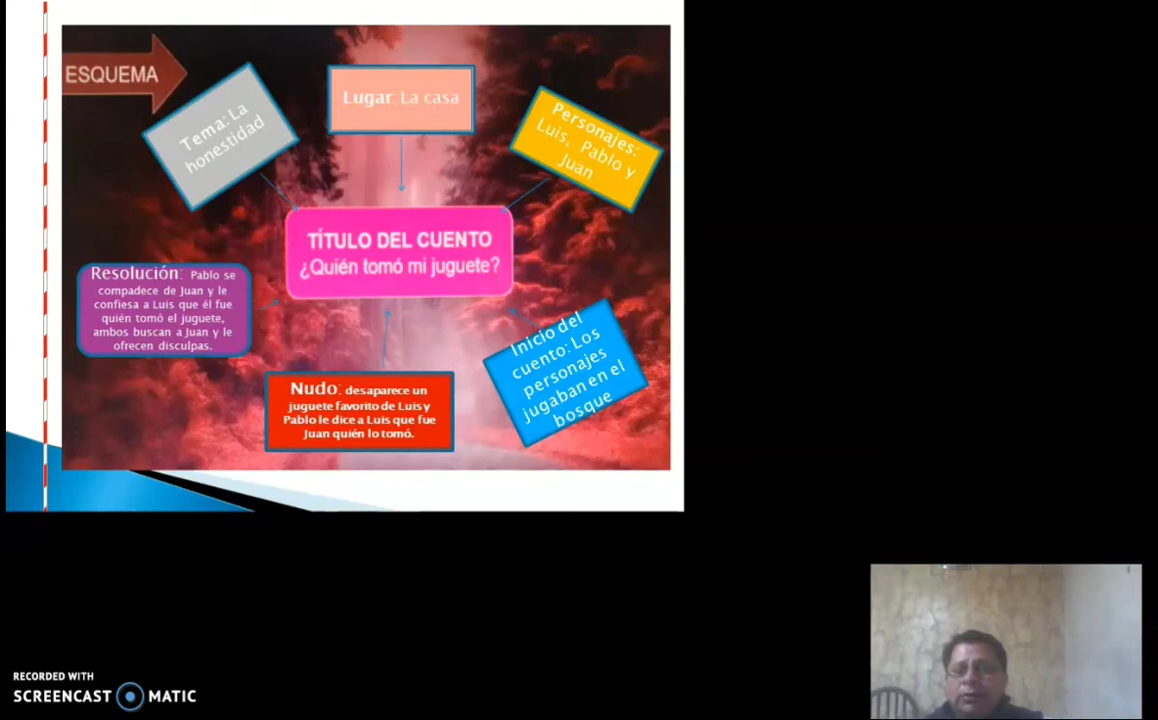 ESQUEMA
Tema: La
honestidad
Lugar: La casa
Personajes:
Luis, Pablo y
Juan
TÍTULO DEL CUENTO
¿Quién tomó mi juguete?
Resolución: Pablo se
compadece de Juan y le
confiesa a Luis que él fue
quién tomó el juguete,
ambos buscan a Juan y le
ofrecen disculpas.
Nudo: desaparece un
juguete favorito de Luis y
Pablo le dice a Luis que fue
Juan quién lo tomó.
Inicio del
cuento: Los
personajes
jugaban en el
bosque
RECORDED WITH
SCREENCAST MATIC